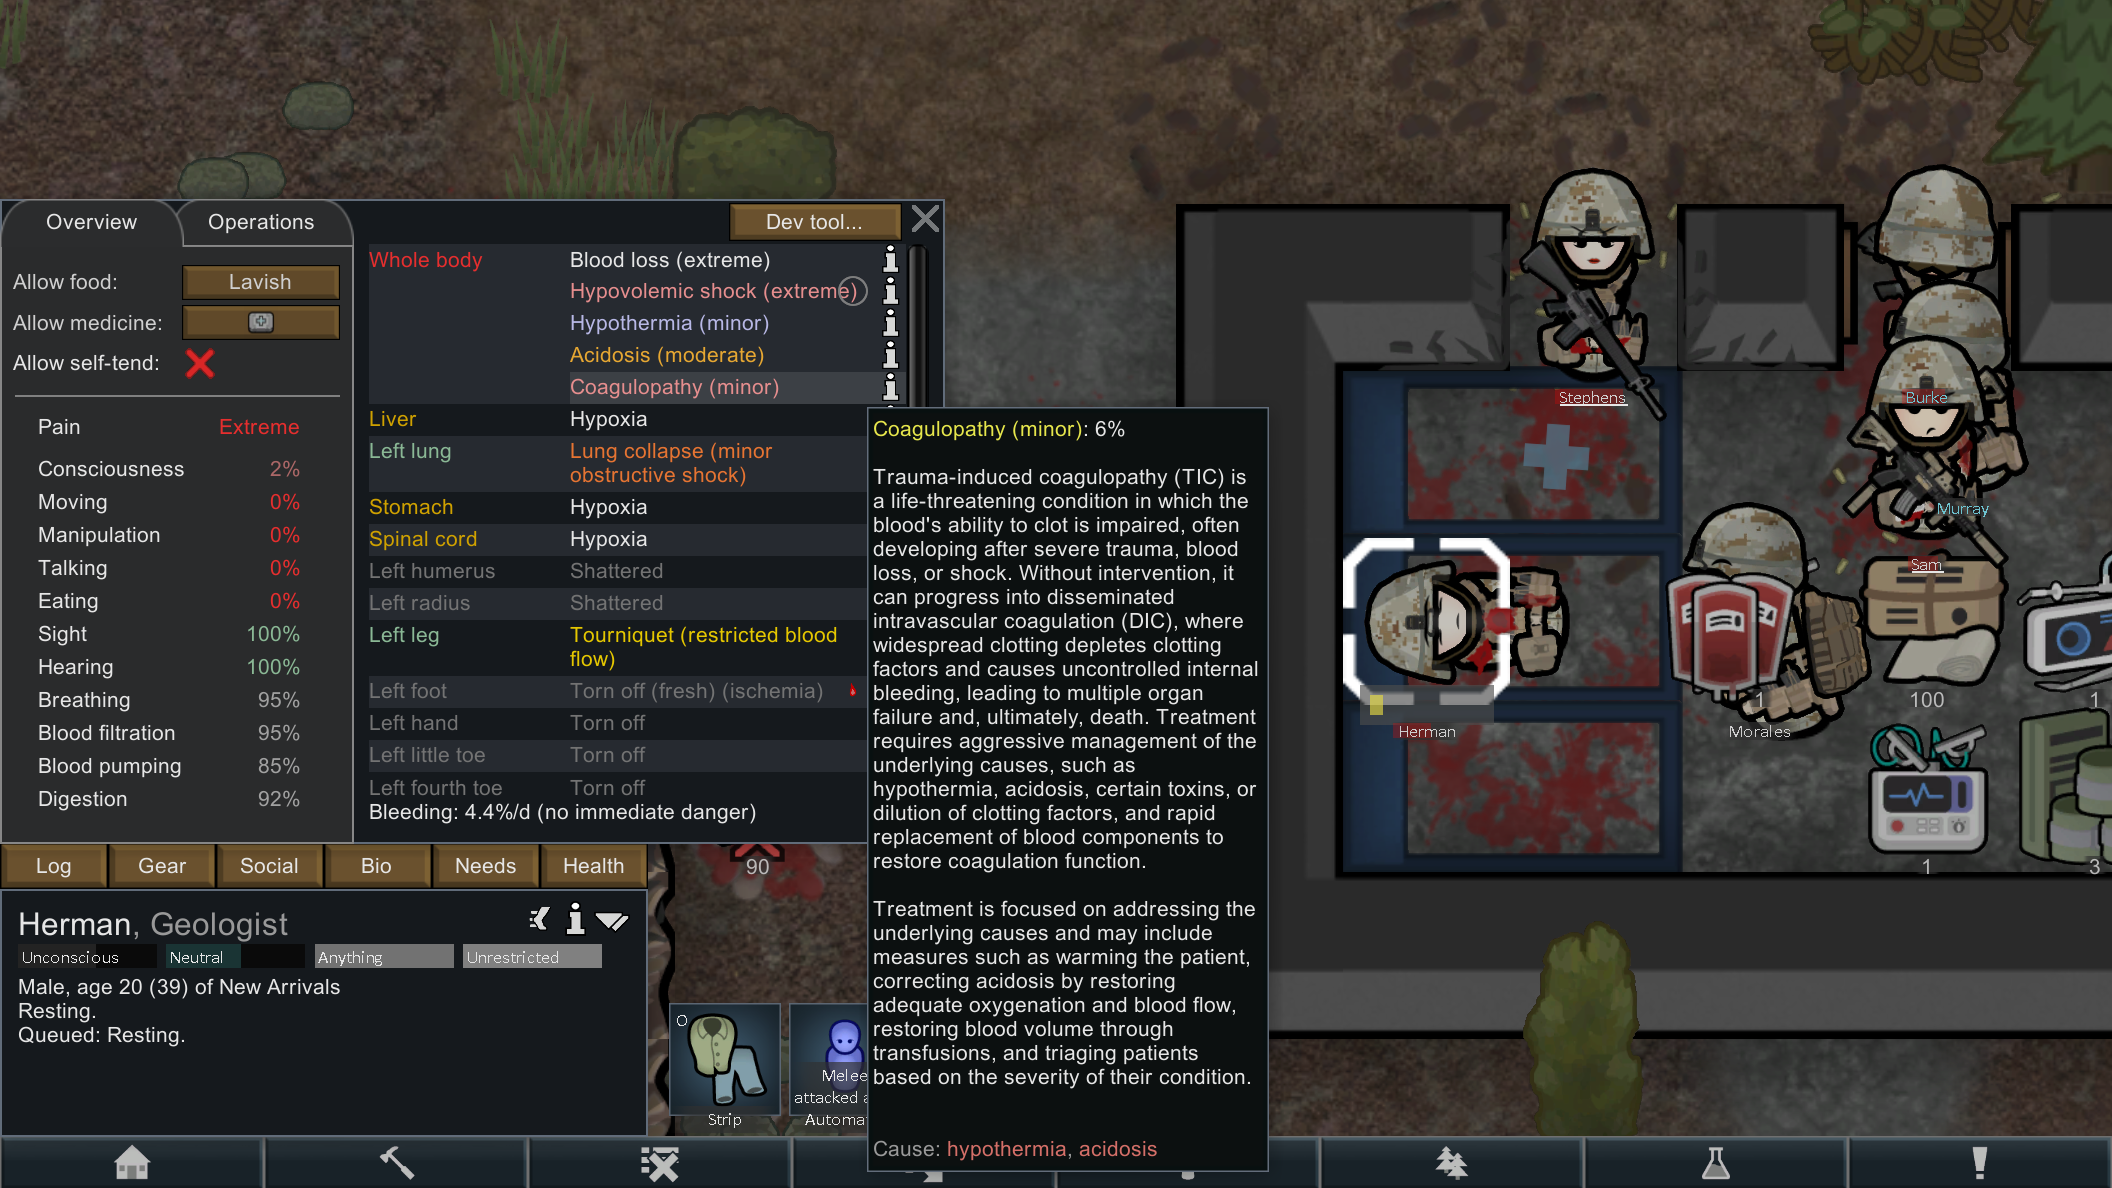 Overview
Operations
Dev tool...
Allow food:
Lavish
Allow medicine:
Allow self-tend:
Pain
Extreme
Consciousness
2%
Moving
0%
Manipulation
0%
Talking
0%
Eating
0%
Sight
100%
Hearing
100%
Breathing
95%
Blood filtration
95%
Blood pumping
85%
Digestion
92%
Whole body
Blood loss (extreme)
Hypovolemic shock (extreme)
Hypothermia (minor)
Acidosis (moderate)
Coagulopathy (minor)
Liver
Hypoxia
Left lung
Lung collapse (minor
obstructive shock)
Stomach
Hypoxia
Spinal cord
Hypoxia
Left humerus
Shattered
Left radius
Shattered
Left leg
Tourniquet (restricted blood
flow)
Left foot
Torn off (fresh) (ischemia)
Left hand
Torn off
Left little toe
Torn off
Left fourth toe
Torn off
Bleeding: 4.4%/d (no immediate danger)
Coagulopathy (minor): 6%
Trauma-induced coagulopathy (TIC) is
a life-threatening condition in which the
blood's ability to clot is impaired, often
developing after severe trauma, blood
loss, or shock. Without intervention, it
can progress into disseminated
intravascular coagulation (DIC), where
widespread clotting depletes clotting
factors and causes uncontrolled internal
bleeding, leading to multiple organ
failure and, ultimately, death. Treatment
requires aggressive management of the
underlying causes, such as
hypothermia, acidosis, certain toxins, or
dilution of clotting factors, and rapid
replacement of blood components to
restore coagulation function.
Treatment is focused on addressing the
underlying causes and may include
measures such as warming the patient,
correcting acidosis by restoring
adequate oxygenation and blood flow,
restoring blood volume through
transfusions, and triaging patients
based on the severity of their condition.
Cause: hypothermia, acidosis
Log
Gear
Social
Bio
Needs
Health
90
Herman, Geologist
Unconscious
Neutral
Anything
Unrestricted
Male, age 20 (39) of New Arrivals
Resting.
Queued: Resting.
Strip
Melee
attacked
Stephens
Burke
Murray
Sam
Herman
Morales
1
100
1
1
3